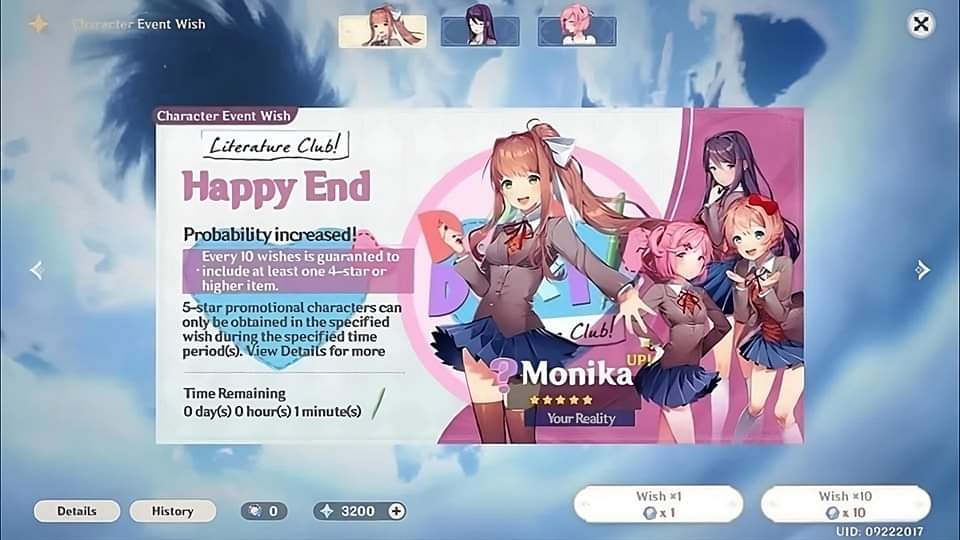 Character Event Wish
Character Event Wish
Literature Club!
Happy End
Probability increased!
Every 10 wishes is guaranted to
· include at least one 4-star or
higher item.
5-star promotional characters can
only be obtained in the specified
wish during the specified time
period(s). View Details for more
Time Remaining
0 day(s) 0 hour(s) 1 minute(s)
Club!
UP!
? Monika
Your Reality
Details
History
0
3200 +
Wish ×1
x 1
Wish ×10
x 10
UID: 09222017